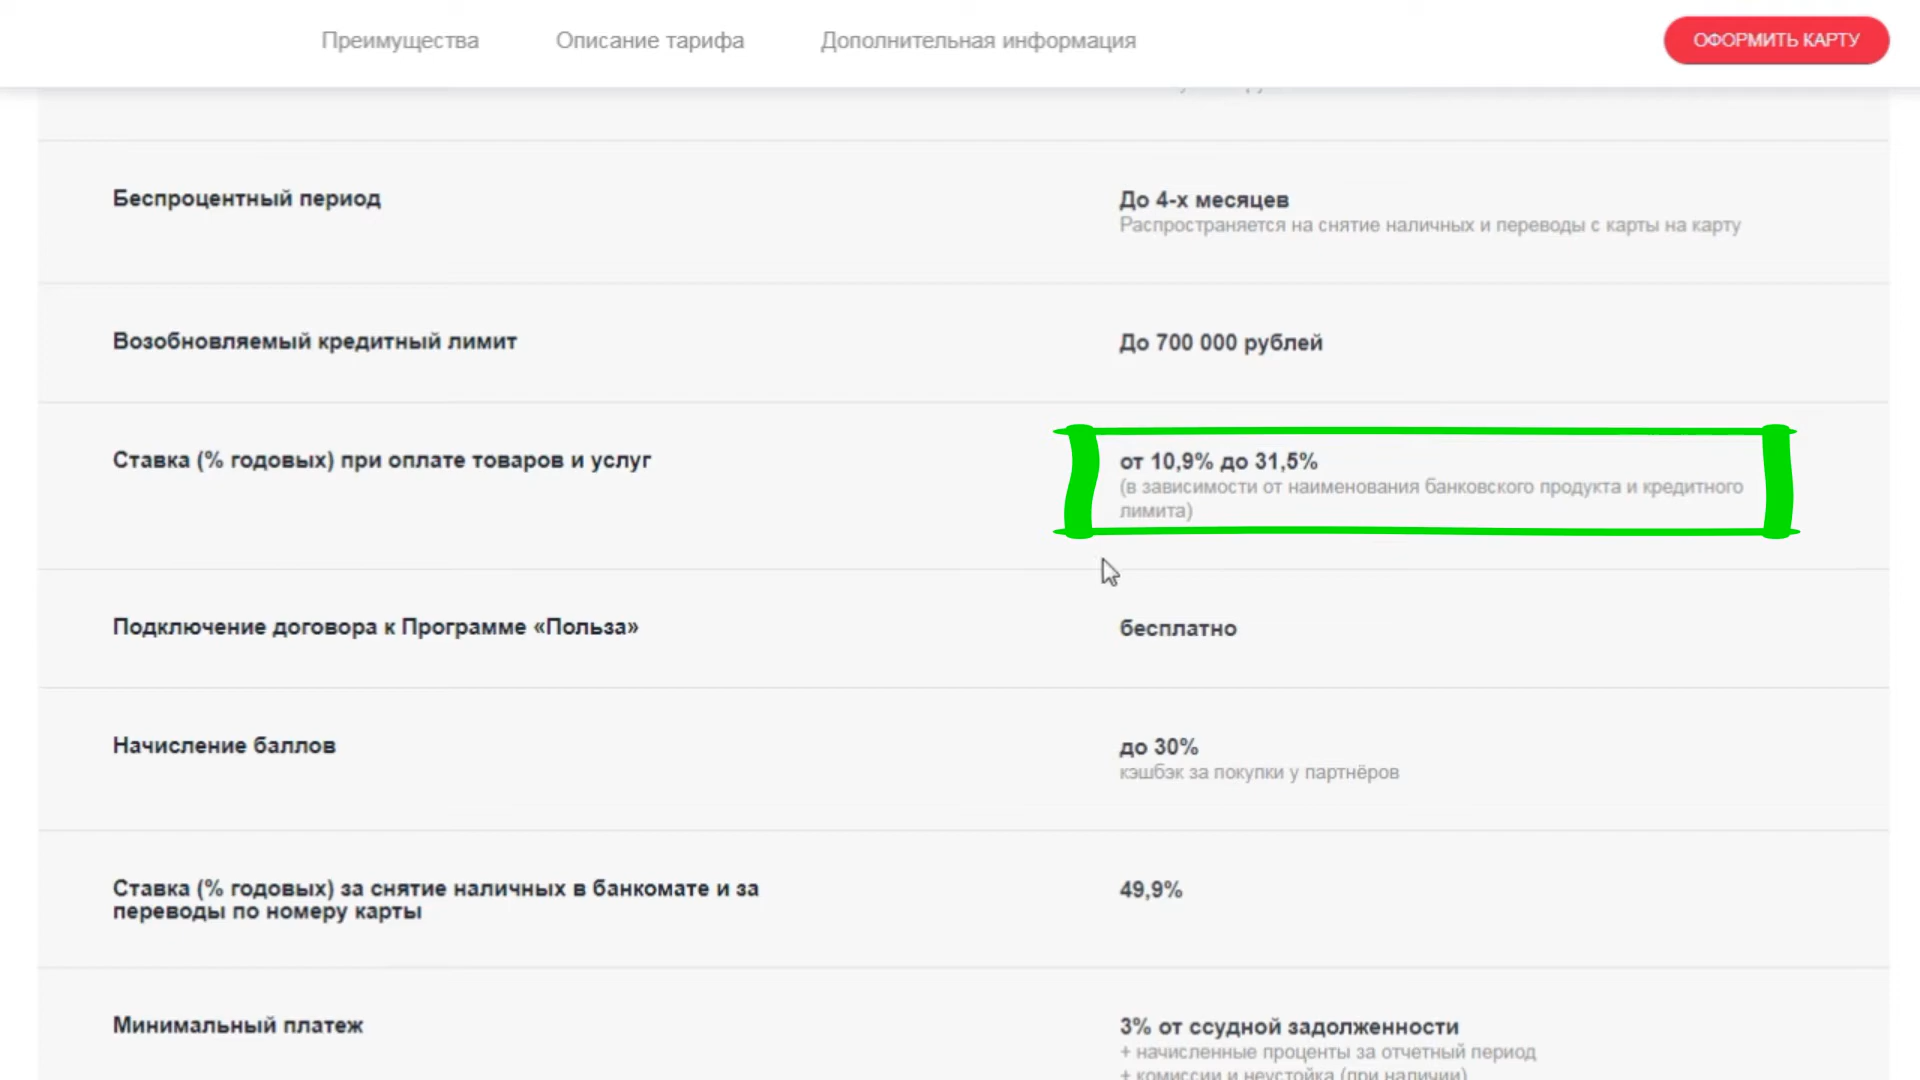 Преимущества
Описание тарифа
Дополнительная информация
ОФОРМИТЬ КАРТУ
Беспроцентный период
До 4-х месяцев
Распространяется на снятие наличных и переводы с карты на карту
Возобновляемый кредитный лимит
До 700 000 рублей
Ставка (% годовых) при оплате товаров и услуг
от 10,9% до 31,5%
(в зависимости от наименования банковского продукта и кредитного
лимита)
Подключение договора к Программе «Польза»
бесплатно
Начисление баллов
до 30%
кэшбэк за покупки у партнёров
Ставка (% годовых) за снятие наличных в банкомате и за
переводы по номеру карты
49,9%
Минимальный платеж
3% от ссудной задолженности
+ начисленные проценты за отчетный период
+ комиссии и неустойка (при наличии)